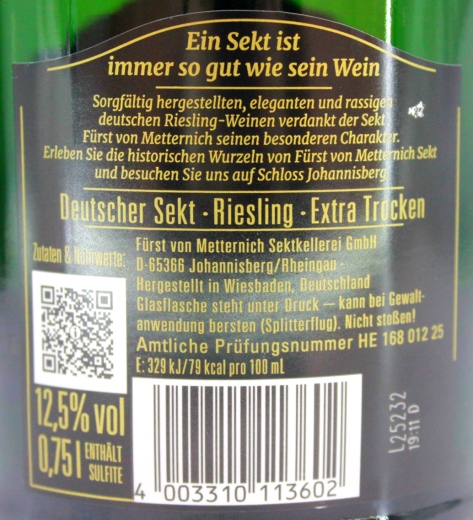 Ein Sekt ist
immer so gut wie sein Wein
Sorgfältig hergestellten, eleganten und rassigen
deutschen Riesling-Weinen verdankt der Sekt
Fürst von Metternich seinen besonderen Charakter.
Erleben Sie die historischen Wurzeln von Fürst von Metternich Sekt
und besuchen Sie uns auf Schloss Johannisberg.
Deutscher Sekt · Riesling · Extra Trocken
Zutaten & Nährwerte:
Fürst von Metternich Sektkellerei GmbH
D-65366 Johannisberg/Rheingau -
Hergestellt in Wiesbaden, Deutschland
Glasflasche steht unter Druck – kann bei Gewalt-
anwendung bersten (Splitterflug). Nicht stoßen!
Amtliche Prüfungsnummer HE 168 012 25
E: 329 kJ/79 kcal pro 100 mL
12,5% vol
0,75 l
ENTHÄLT
SULFITE
4 003310 113602
L25232
19:11 D